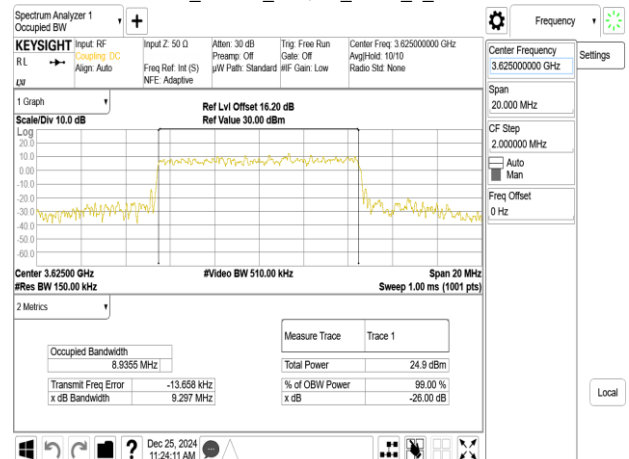 Spectrum Analyzer 1
Occupied BW
Frequency
KEYSIGHT
RL
LXI
Input: RF
Coupling: DC
Align: Auto
Input Z: 50 Ω
Freq Ref: Int (S)
NFE: Adaptive
Atten: 30 dB
Preamp: Off
µW Path: Standard
Trig: Free Run
Gate: Off
#IF Gain: Low
Center Freq: 3.625000000 GHz
Avg|Hold: 10/10
Radio Std: None
Center Frequency
3.625000000 GHz
Settings
Span
20.000 MHz
CF Step
2.000000 MHz
Auto
Man
Freq Offset
0 Hz
1 Graph
Scale/Div 10.0 dB
Ref Lvl Offset 16.20 dB
Ref Value 30.00 dBm
Log
20.0
10.0
0.00
-10.0
-20.0
-30.0
-40.0
-50.0
-60.0
Center 3.62500 GHz
#Video BW 510.00 kHz
Span 20 MHz
#Res BW 150.00 kHz
Sweep 1.00 ms (1001 pts)
2 Metrics
Measure Trace Trace 1
Occupied Bandwidth
8.9355 MHz
Total Power 24.9 dBm
Transmit Freq Error -13.658 kHz
% of OBW Power 99.00 %
x dB Bandwidth 9.297 MHz
x dB -26.00 dB
Local
?
Dec 25, 2024
11:24:11 AM